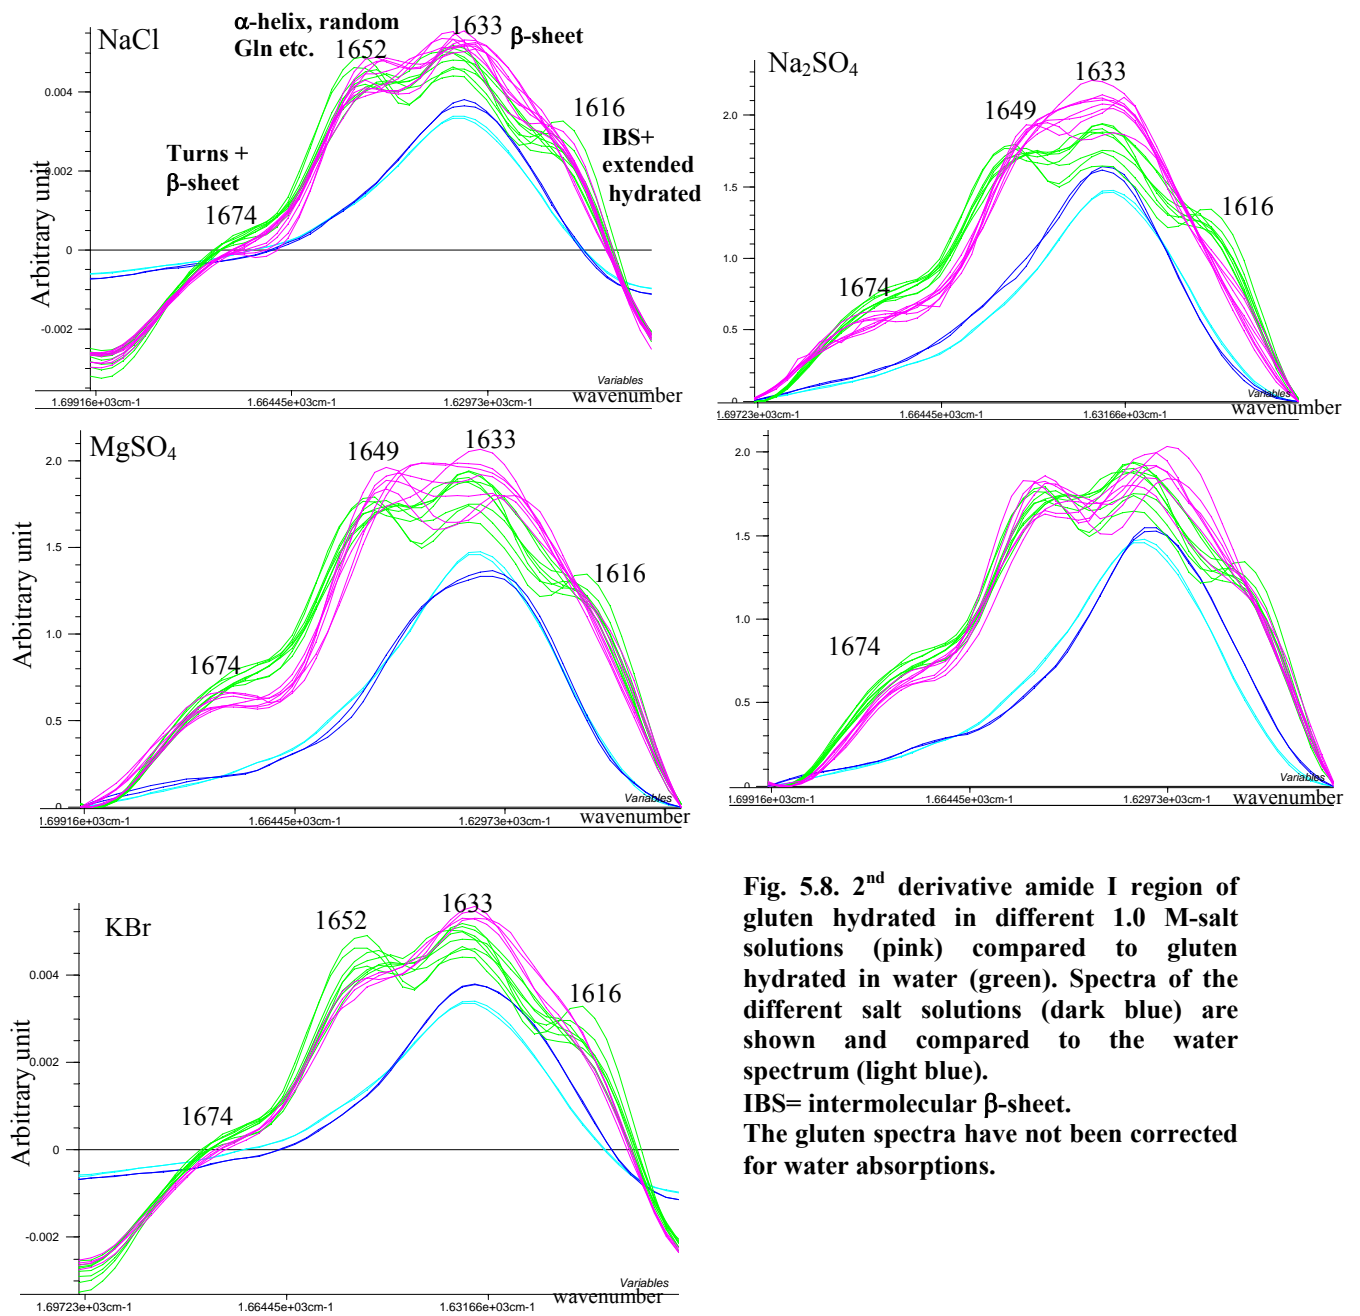 NaCl
α-helix, random
Gln etc.
1652
1633
β-sheet
1616
IBS+
extended
hydrated
Turns +
β-sheet
1674
Arbitrary unit
0.004
0.002
0
-0.002
Variables
wavenumber
1.69916e+03cm-1
1.66445e+03cm-1
1.62973e+03cm-1
Na2SO4
1633
1649
1616
1674
2.0
1.5
1.0
0.5
0
Variables
wavenumber
1.69723e+03cm-1
1.66445e+03cm-1
1.63166e+03cm-1
MgSO4
1649
1633
1616
1674
Arbitrary unit
2.0
1.5
1.0
0.5
0
Variables
wavenumber
1.69916e+03cm-1
1.66445e+03cm-1
1.62973e+03cm-1
1674
2.0
1.5
1.0
0.5
0
Variables
wavenumber
1.69916e+03cm-1
1.66445e+03cm-1
1.62973e+03cm-1
KBr
1652
1633
1616
1674
Arbitrary unit
0.004
0.002
0
-0.002
Variables
1.69723e+03cm-1
1.66445e+03cm-1
1.63166e+03cm-1
Fig. 5.8. 2nd derivative amide I region of
gluten hydrated in different 1.0 M-salt
solutions (pink) compared to gluten
hydrated in water (green). Spectra of the
different salt solutions (dark blue) are
shown and compared to the water
spectrum (light blue).
IBS= intermolecular β-sheet.
The gluten spectra have not been corrected
for water absorptions.